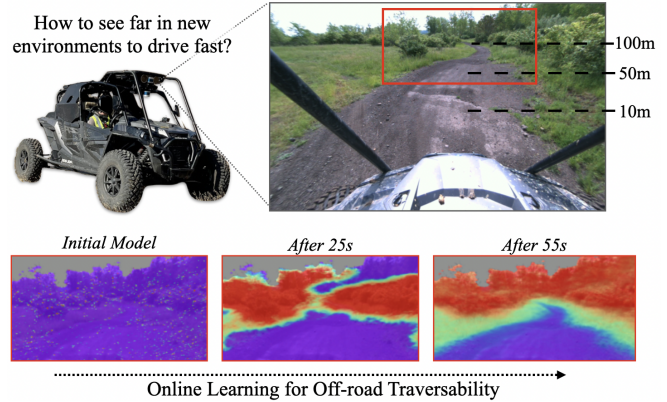 How to see far in new
environments to drive fast?
100m
50m
10m
Initial Model
After 25s
After 55s
Online Learning for Off-road Traversability